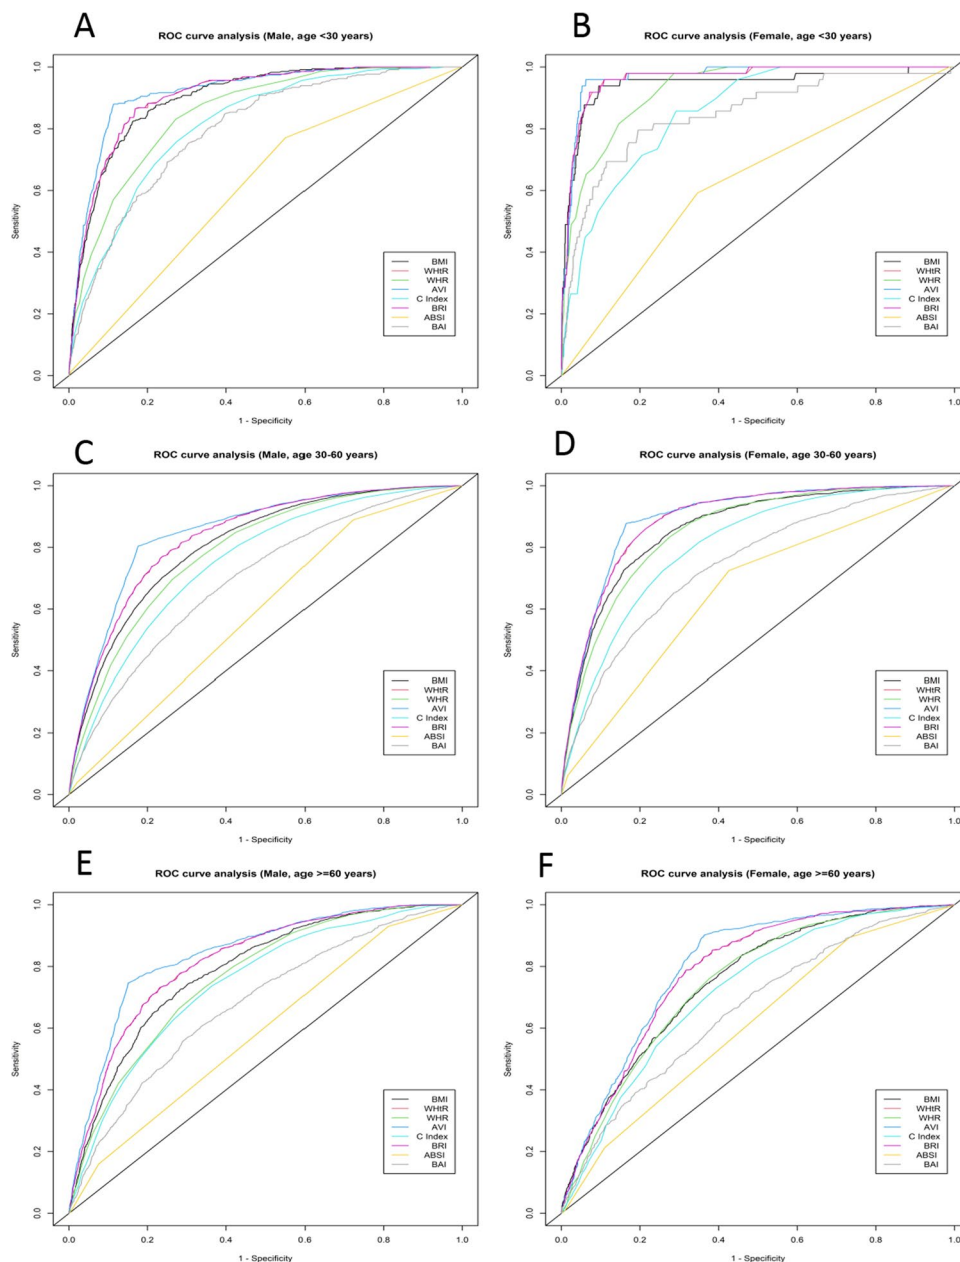 A
ROC curve analysis (Male, age <30 years)
Sensitivity
1.0
0.8
0.6
0.4
0.2
0.0
BMI
WHtR
WHR
AVI
C Index
BRI
ABSI
BAI
0.0 0.2 0.4 0.6 0.8 1.0
1 - Specificity
B
ROC curve analysis (Female, age <30 years)
Sensitivity
1.0
0.8
0.6
0.4
0.2
0.0
BMI
WHtR
WHR
AVI
C Index
BRI
ABSI
BAI
0.0 0.2 0.4 0.6 0.8 1.0
1 - Specificity
C
ROC curve analysis (Male, age 30-60 years)
Sensitivity
1.0
0.8
0.6
0.4
0.2
0.0
BMI
WHtR
WHR
AVI
C Index
BRI
ABSI
BAI
0.0 0.2 0.4 0.6 0.8 1.0
1 - Specificity
D
ROC curve analysis (Female, age 30-60 years)
Sensitivity
1.0
0.8
0.6
0.4
0.2
0.0
BMI
WHtR
WHR
AVI
C Index
BRI
ABSI
BAI
0.0 0.2 0.4 0.6 0.8 1.0
1 - Specificity
E
ROC curve analysis (Male, age >=60 years)
Sensitivity
1.0
0.8
0.6
0.4
0.2
0.0
BMI
WHtR
WHR
AVI
C Index
BRI
ABSI
BAI
0.0 0.2 0.4 0.6 0.8 1.0
1 - Specificity
F
ROC curve analysis (Female, age >=60 years)
Sensitivity
1.0
0.8
0.6
0.4
0.2
0.0
BMI
WHtR
WHR
AVI
C Index
BRI
ABSI
BAI
0.0 0.2 0.4 0.6 0.8 1.0
1 - Specificity